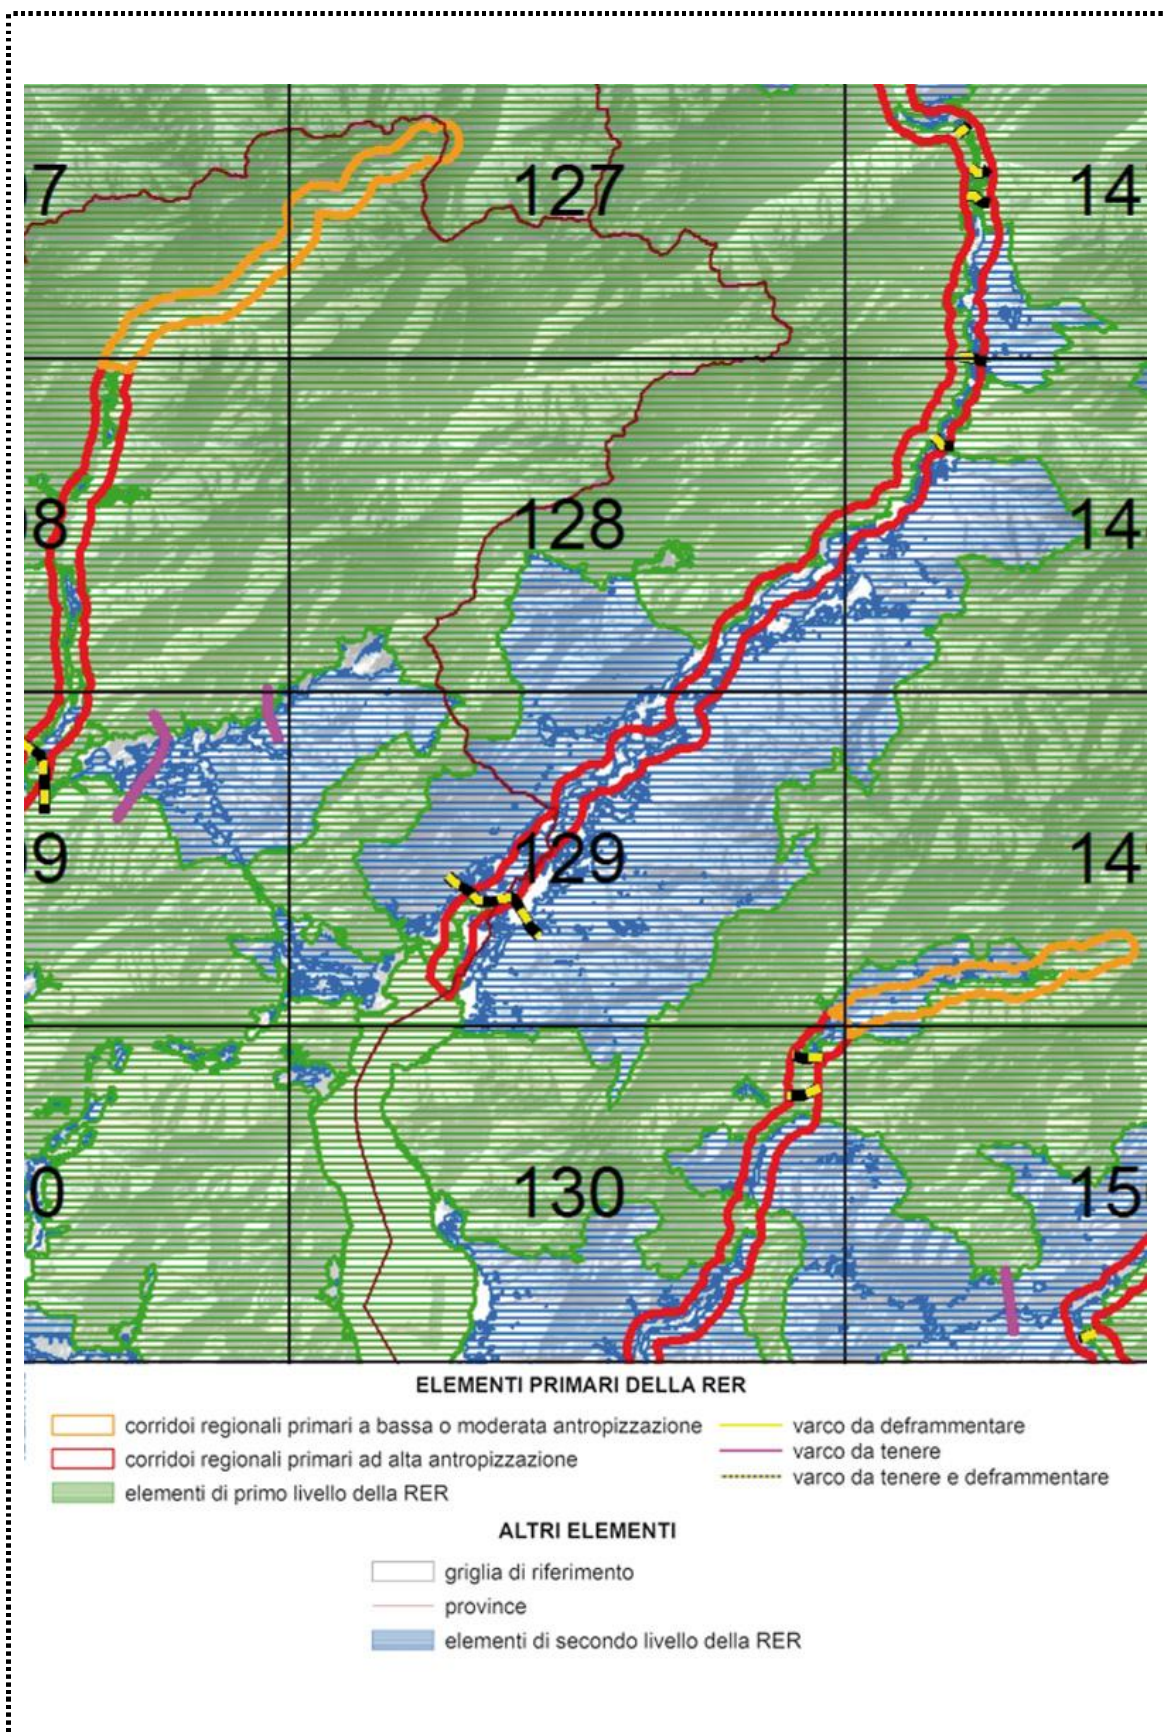 07
127
14
08
128
14
09
129
14
0
130
15
ELEMENTI PRIMARI DELLA RER
corridoi regionali primari a bassa o moderata antropizzazione
corridoi regionali primari ad alta antropizzazione
elementi di primo livello della RER
varco da deframmentare
varco da tenere
varco da tenere e deframmentare
ALTRI ELEMENTI
griglia di riferimento
province
elementi di secondo livello della RER